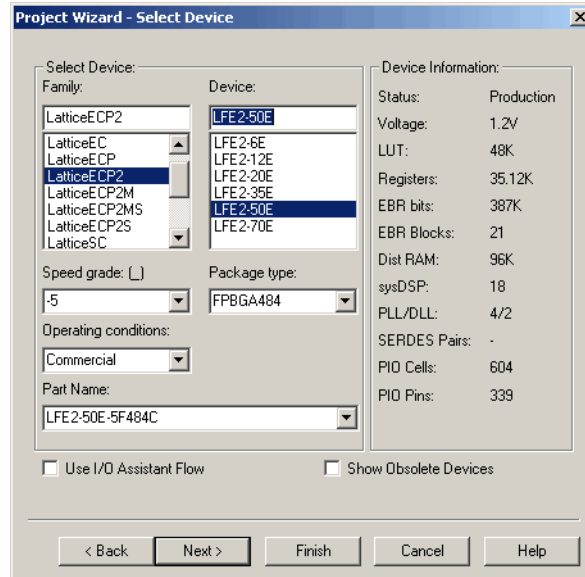 Project Wizard - Select Device
Select Device:
Family:
Device:
LatticeECP2
LFE2-50E
LatticeEC
LatticeECP
LatticeECP2
LatticeECP2M
LatticeECP2MS
LatticeECP2S
LatticeSC
LFE2-6E
LFE2-12E
LFE2-20E
LFE2-35E
LFE2-50E
LFE2-70E
Speed grade: (_)
Package type:
-5
FPBGA484
Operating conditions:
Commercial
Part Name:
LFE2-50E-5F484C
Device Information:
Status: Production
Voltage: 1.2V
LUT: 48K
Registers: 35.12K
EBR bits: 387K
EBR Blocks: 21
Dist RAM: 96K
sysDSP: 18
PLL/DLL: 4/2
SERDES Pairs: -
PIO Cells: 604
PIO Pins: 339
Use I/O Assistant Flow
Show Obsolete Devices
< Back
Next >
Finish
Cancel
Help